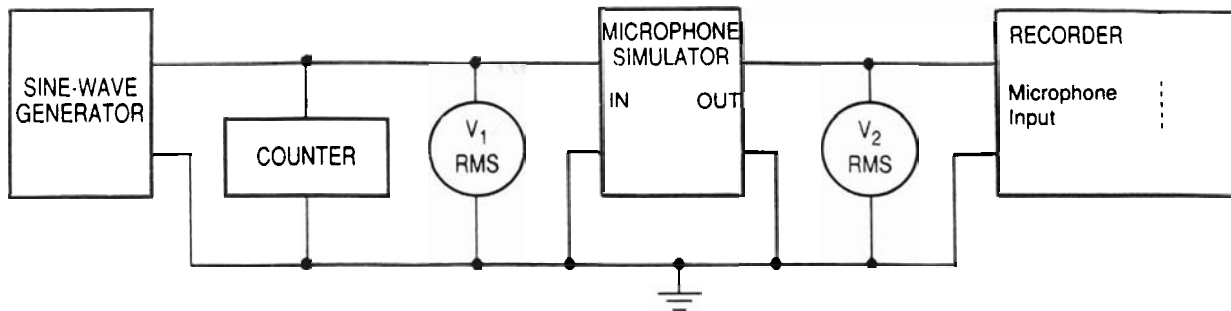 SINE-WAVE
GENERATOR
COUNTER
V1
RMS
MICROPHONE
SIMULATOR
IN OUT
V2
RMS
RECORDER
Microphone
Input